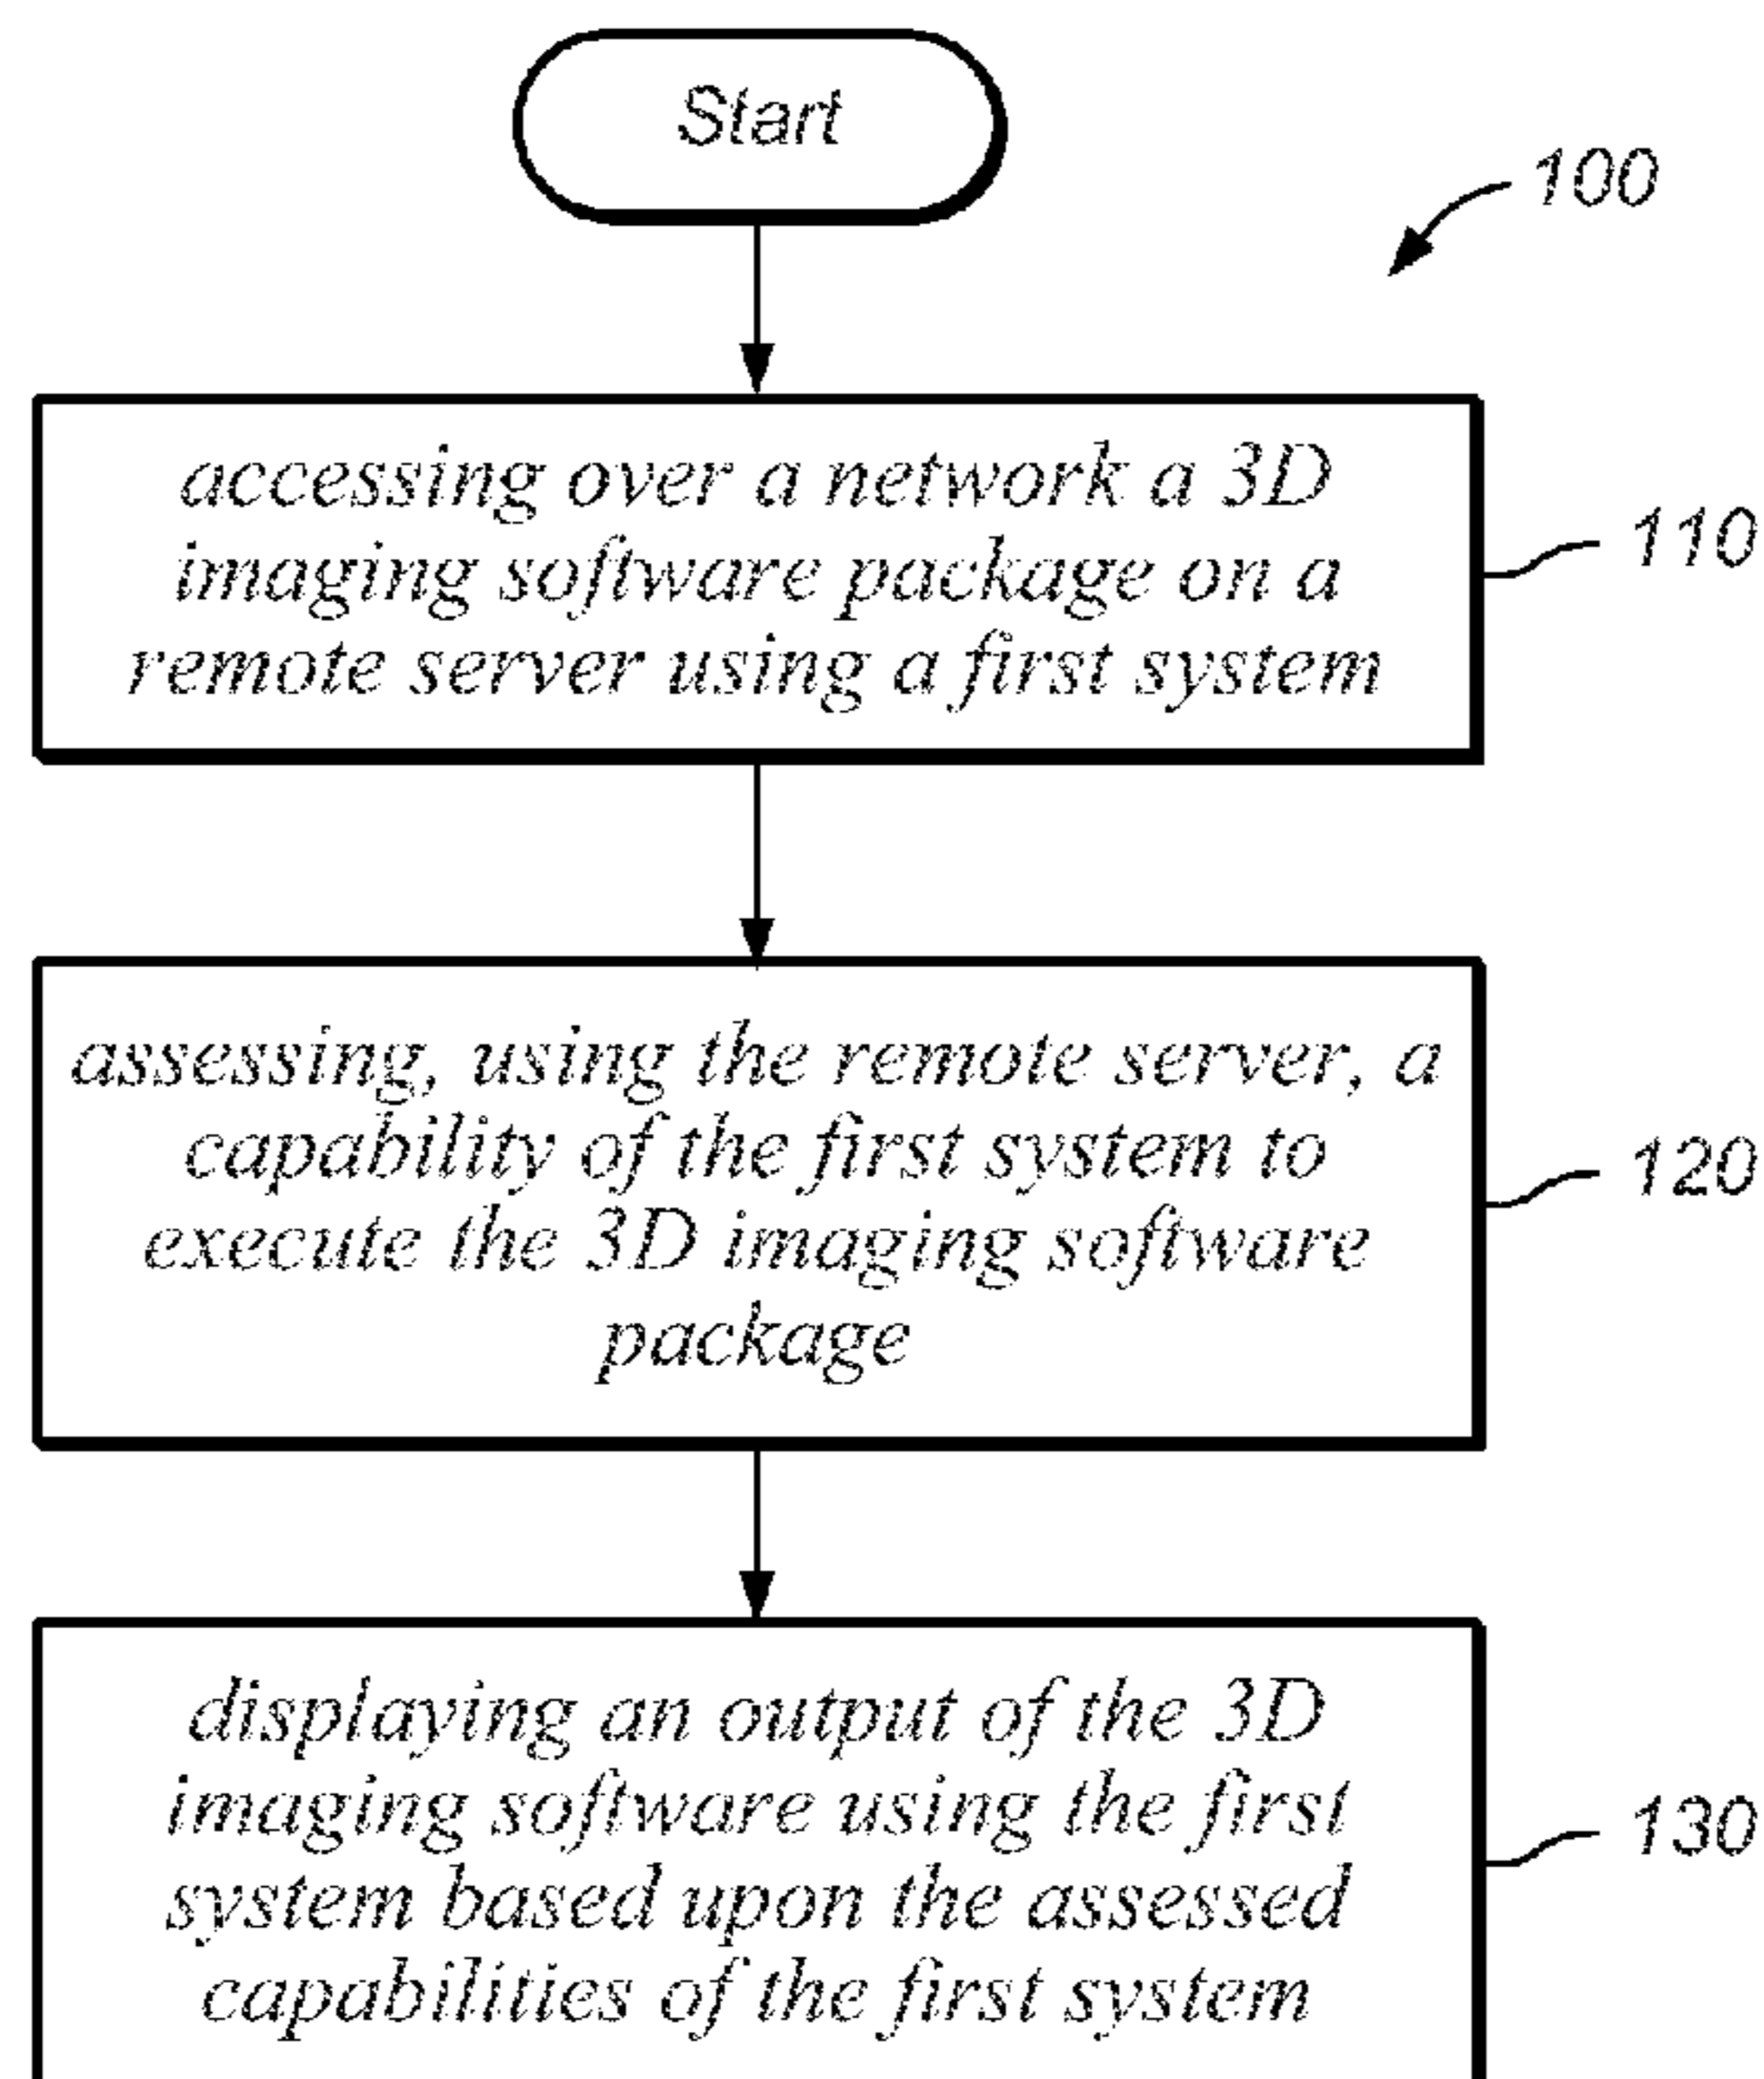 Start
100
accessing over a network a 3D
imaging software package on a
remote server using a first system
110
assessing, using the remote server, a
capability of the first system to
execute the 3D imaging software
package
120
displaying an output of the 3D
imaging software using the first
system based upon the assessed
capabilities of the first system
130